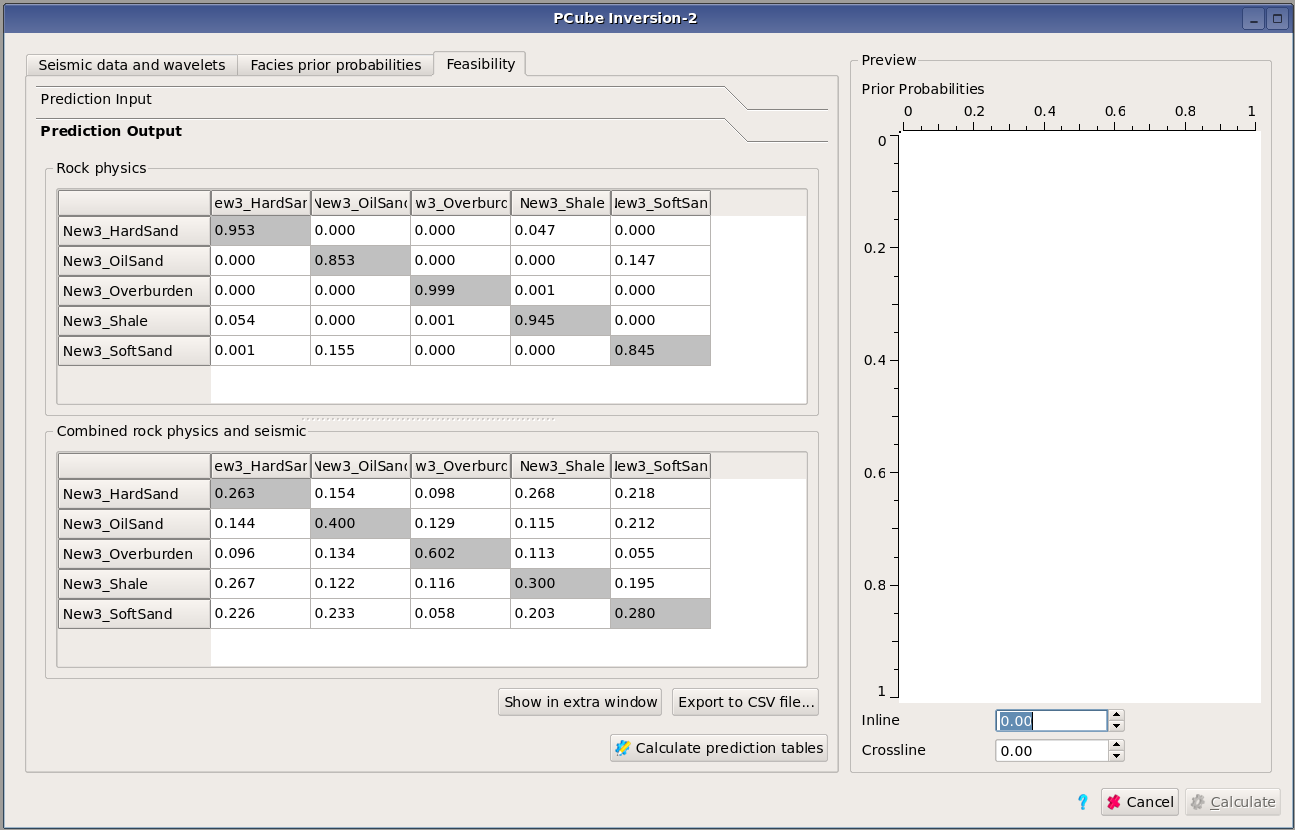 PCube Inversion-2
Seismic data and wavelets Facies prior probabilities Feasibility
Prediction Input
Prediction Output
Rock physics
ew3_HardSar New3_OilSand w3_Overburc New3_Shale lew3_SoftSan
New3_HardSand 0.953 0.000 0.000 0.047 0.000
New3_OilSand 0.000 0.853 0.000 0.000 0.147
New3_Overburden 0.000 0.000 0.999 0.001 0.000
New3_Shale 0.054 0.000 0.001 0.945 0.000
New3_SoftSand 0.001 0.155 0.000 0.000 0.845
Combined rock physics and seismic
ew3_HardSar New3_OilSand w3_Overburc New3_Shale lew3_SoftSan
New3_HardSand 0.263 0.154 0.098 0.268 0.218
New3_OilSand 0.144 0.400 0.129 0.115 0.212
New3_Overburden 0.096 0.134 0.602 0.113 0.055
New3_Shale 0.267 0.122 0.116 0.300 0.195
New3_SoftSand 0.226 0.233 0.058 0.203 0.280
Show in extra window Export to CSV file...
Calculate prediction tables
Preview
Prior Probabilities
0 0.2 0.4 0.6 0.8 1
0
0.2
0.4
0.6
0.8
1
Inline 0.00
Crossline 0.00
? Cancel Calculate